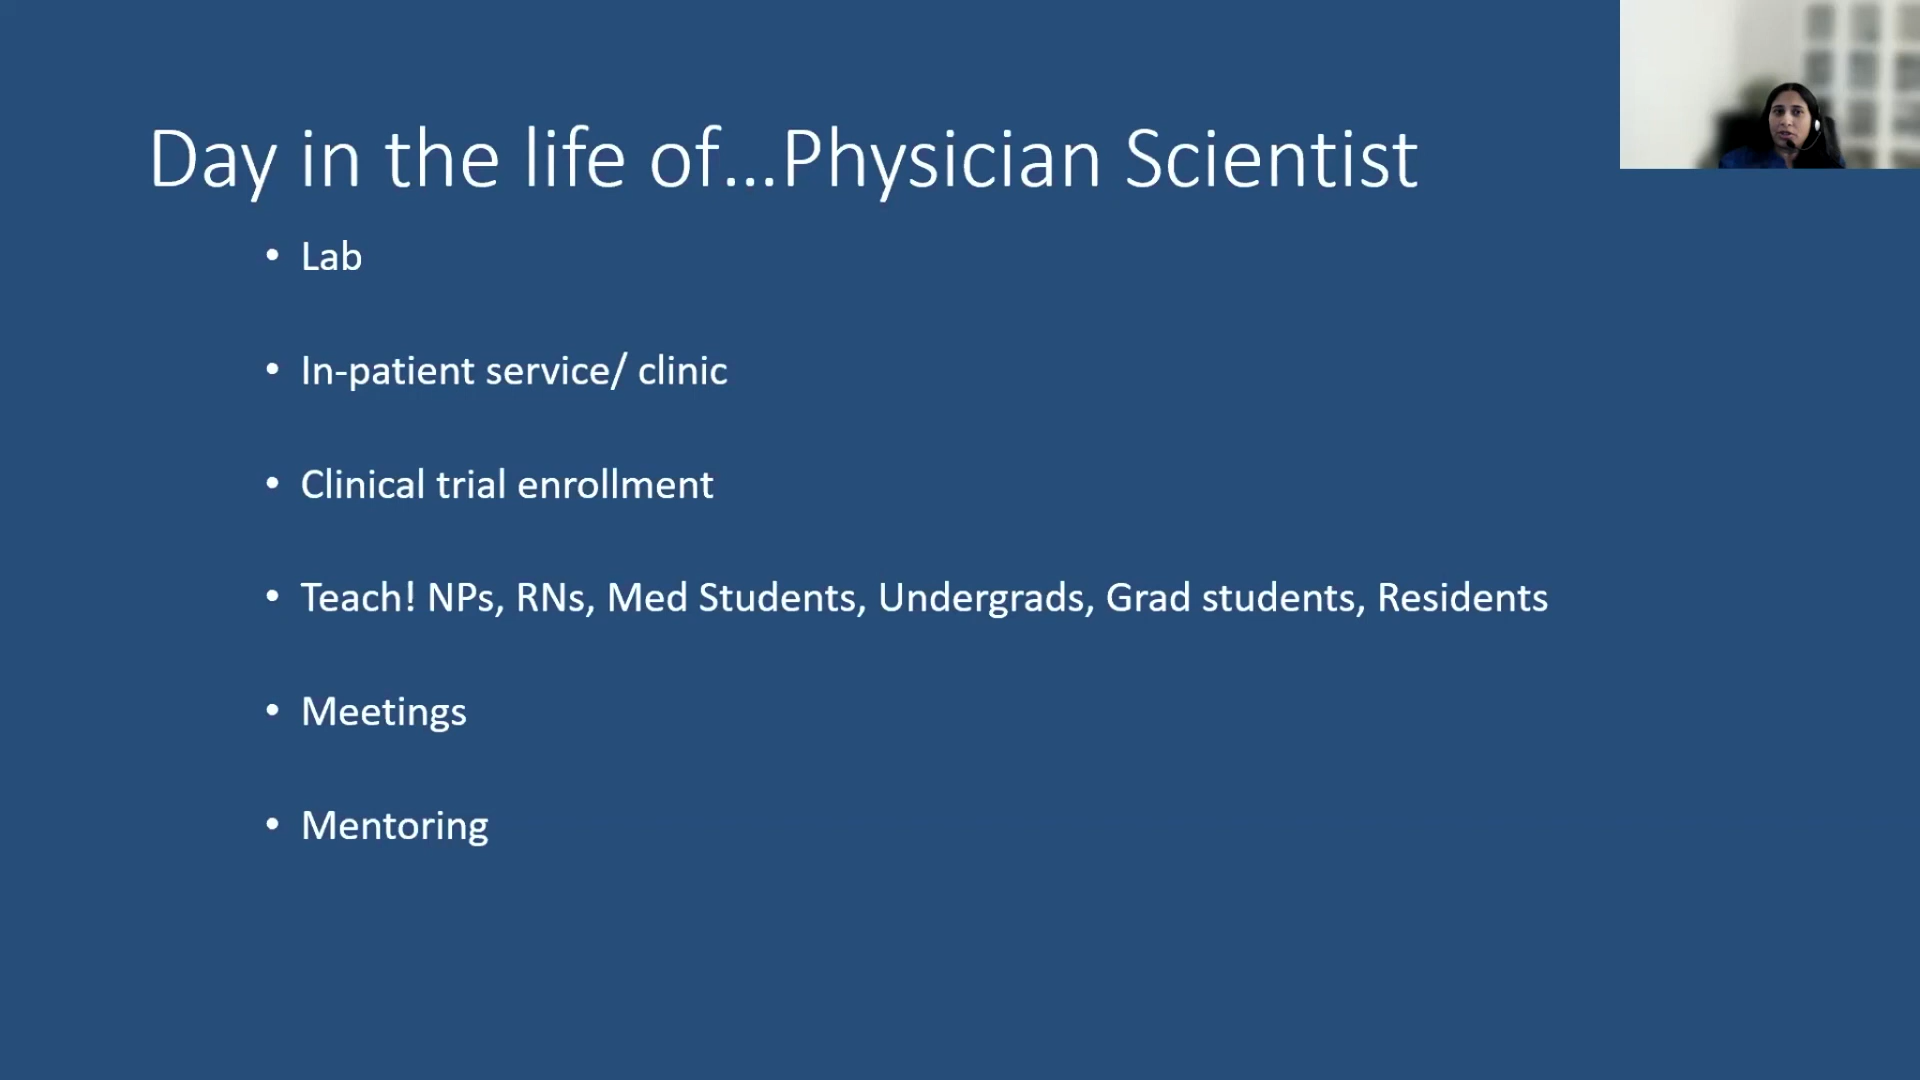 Day in the life of...Physician Scientist
• Lab
• In-patient service/ clinic
• Clinical trial enrollment
• Teach! NPs, RNs, Med Students, Undergrads, Grad students, Residents
• Meetings
• Mentoring